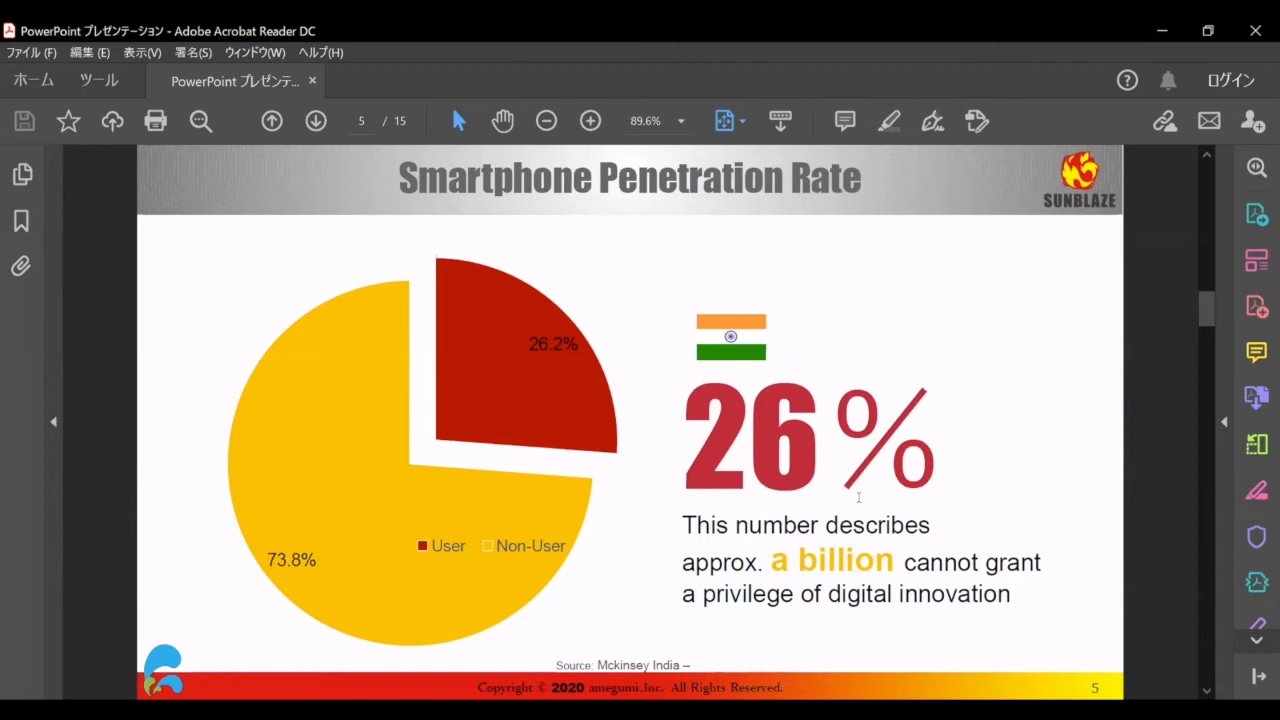 PowerPoint プレゼンテーション - Adobe Acrobat Reader DC
ファイル (F) 編集 (E) 表示(V) 署名(S) ウィンドウ(W) ヘルプ(H)
ホーム ツール PowerPoint プレゼンテ... × ログイン
5 / 15 89.6%
Smartphone Penetration Rate
SUNBLAZE
26.2%
73.8%
User Non-User
26%
This number describes
approx. a billion cannot grant
a privilege of digital innovation
Source: Mckinsey India –
Copyright © 2020 amegumi,Inc. All Rights Reserved.
5